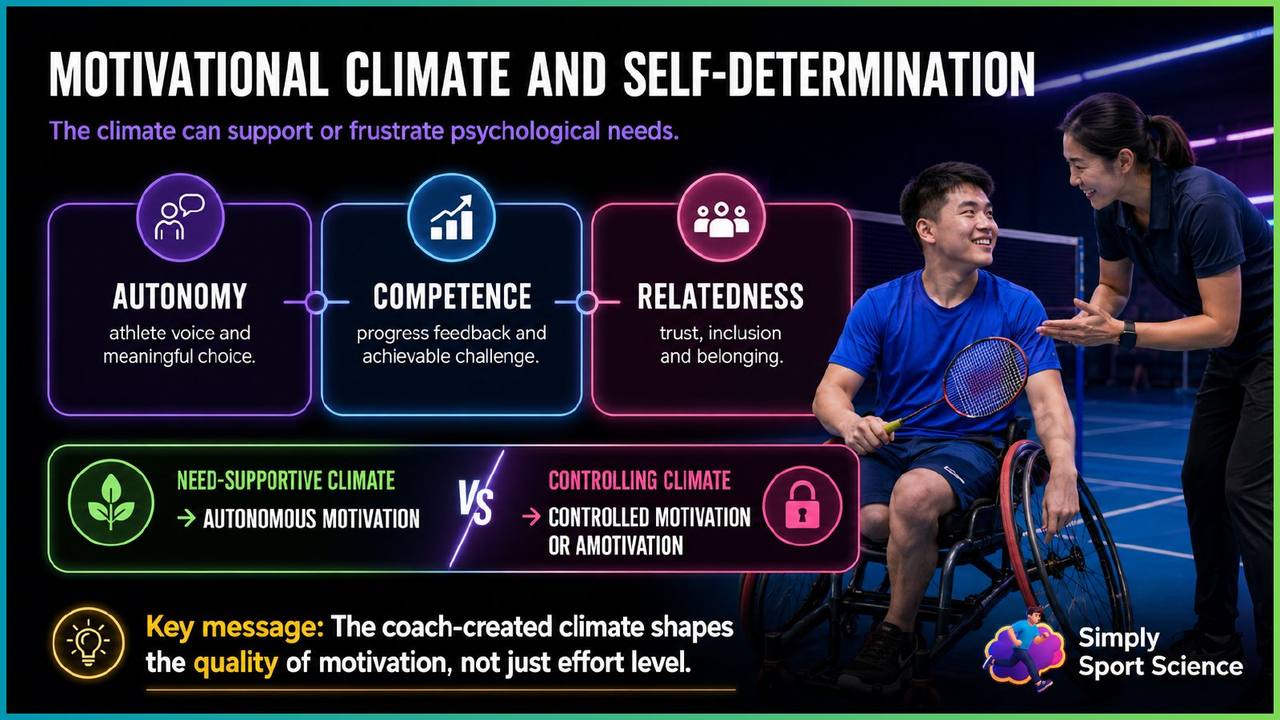 MOTIVATIONAL CLIMATE AND SELF-DETERMINATION
The climate can support or frustrate psychological needs.
AUTONOMY
athlete voice and
meaningful choice.
COMPETENCE
progress feedback and
achievable challenge.
RELATEDNESS
trust, inclusion
and belonging.
NEED-SUPPORTIVE CLIMATE
→ AUTONOMOUS MOTIVATION
VS
CONTROLLING CLIMATE
→ CONTROLLED MOTIVATION
OR AMOTIVATION
Key message: The coach-created climate shapes
the quality of motivation, not just effort level.
Simply
Sport Science